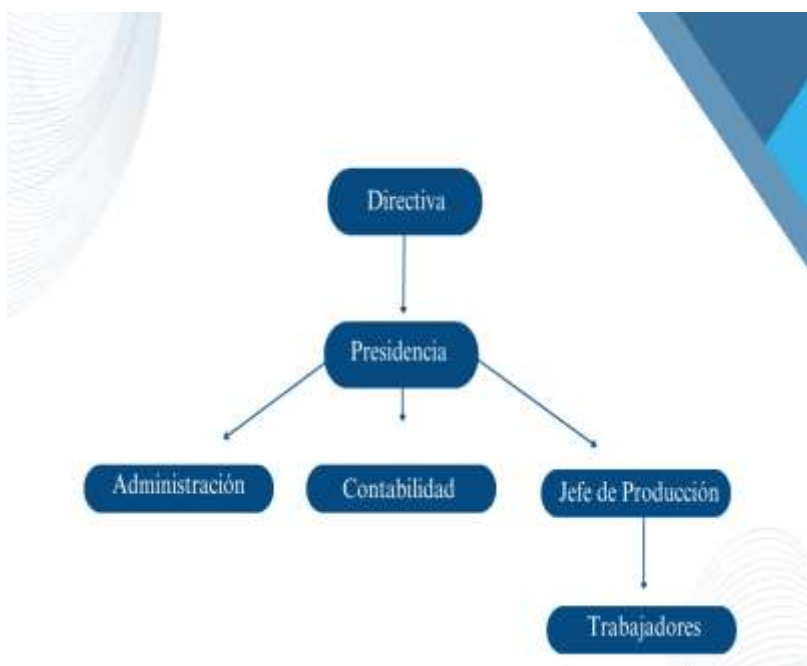 Directiva
Presidencia
Administración
Contabilidad
Jefe de Producción
Trabajadores